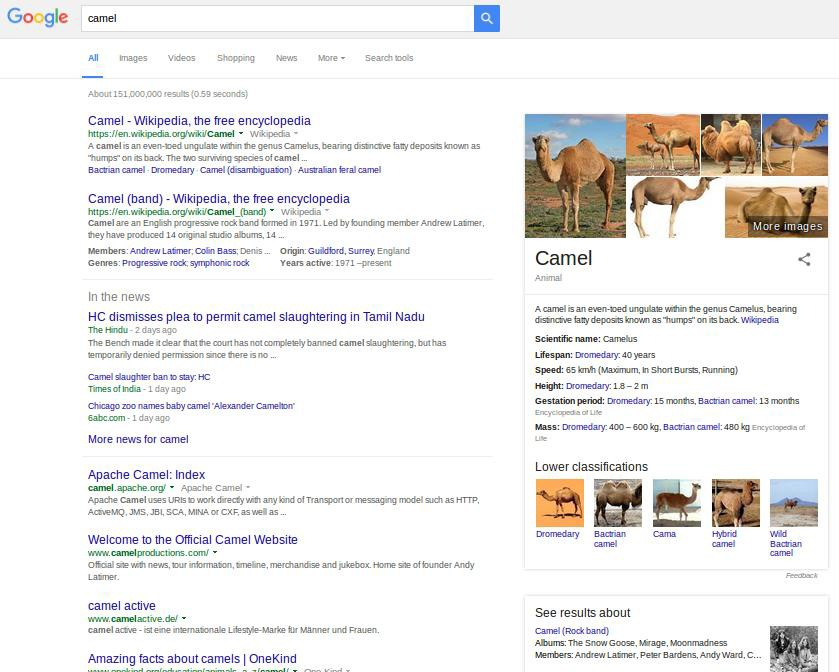 Google
camel
All Images Videos Shopping News More Search tools
About 151,000,000 results (0.59 seconds)
Camel - Wikipedia, the free encyclopedia
https://en.wikipedia.org/wiki/Camel Wikipedia
A camel is an even-toed ungulate within the genus Camelus, bearing distinctive fatty deposits known as
"humps" on its back. The two surviving species of camel ...
Bactrian camel · Dromedary · Camel (disambiguation) · Australian feral camel
Camel (band) - Wikipedia, the free encyclopedia
https://en.wikipedia.org/wiki/Camel_(band) Wikipedia
Camel are an English progressive rock band formed in 1971. Led by founding member Andrew Latimer,
they have produced 14 original studio albums, 14 ...
Members: Andrew Latimer; Colin Bass; Denis ... Origin: Guildford, Surrey, England
Genres: Progressive rock; symphonic rock Years active: 1971 –present
In the news
HC dismisses plea to permit camel slaughtering in Tamil Nadu
The Hindu - 2 days ago
The Bench made it clear that the court has not completely banned camel slaughtering, but has
temporarily denied permission since there is no ...
Camel slaughter ban to stay: HC
Times of India - 1 day ago
Chicago zoo names baby camel 'Alexander Camelton'
6abc.com - 1 day ago
More news for camel
Apache Camel: Index
camel.apache.org/ Apache Camel
Apache Camel uses URIs to work directly with any kind of Transport or messaging model such as HTTP,
ActiveMQ, JMS, JBI, SCA, MINA or CXF, as well as ...
Welcome to the Official Camel Website
www.camelproductions.com/
Official site with news, tour information, timeline, merchandise and jukebox. Home site of founder Andy
Latimer.
camel active
www.camelactive.de/
camel active - ist eine internationale Lifestyle-Marke für Männer und Frauen.
Amazing facts about camels | OneKind
www.onekind.org/education/animals_a_z/camel/ One Kind
More images
Camel
Animal
A camel is an even-toed ungulate within the genus Camelus, bearing
distinctive fatty deposits known as "humps" on its back. Wikipedia
Scientific name: Camelus
Lifespan: Dromedary: 40 years
Speed: 65 km/h (Maximum, In Short Bursts, Running)
Height: Dromedary: 1.8 – 2 m
Gestation period: Dromedary: 15 months, Bactrian camel: 13 months
Encyclopedia of Life
Mass: Dromedary: 400 – 600 kg, Bactrian camel: 480 kg Encyclopedia of
Life
Lower classifications
Dromedary
Bactrian
camel
Cama
Hybrid
camel
Wild
Bactrian
camel
Feedback
See results about
Camel (Rock band)
Albums: The Snow Goose, Mirage, Moonmadness
Members: Andrew Latimer, Peter Bardens, Andy Ward, C...